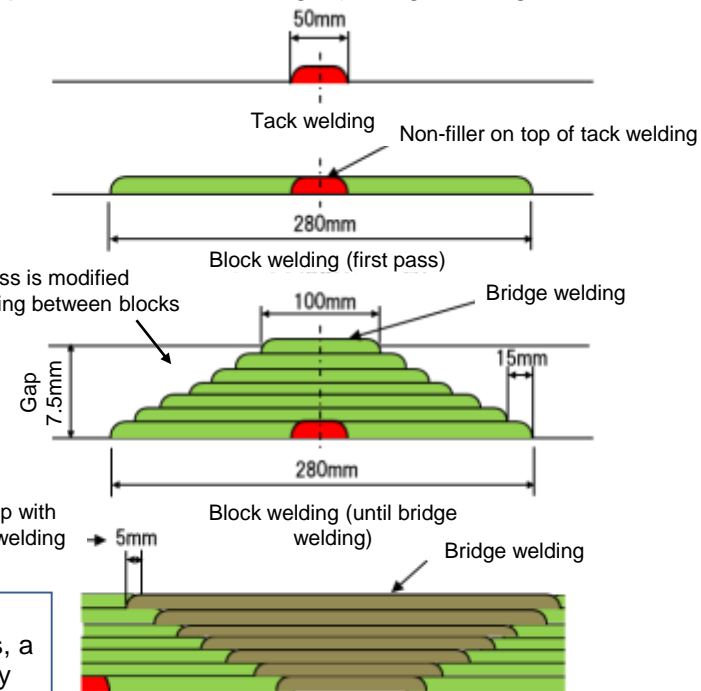 50mm
Tack welding
Non-filler on top of tack welding
280mm
Block welding (first pass)
ss is modified
ing between blocks
100mm
Bridge welding
15mm
Gap
7.5mm
280mm
p with
welding
5mm
Block welding (until bridge
welding)
Bridge welding
s, a
y